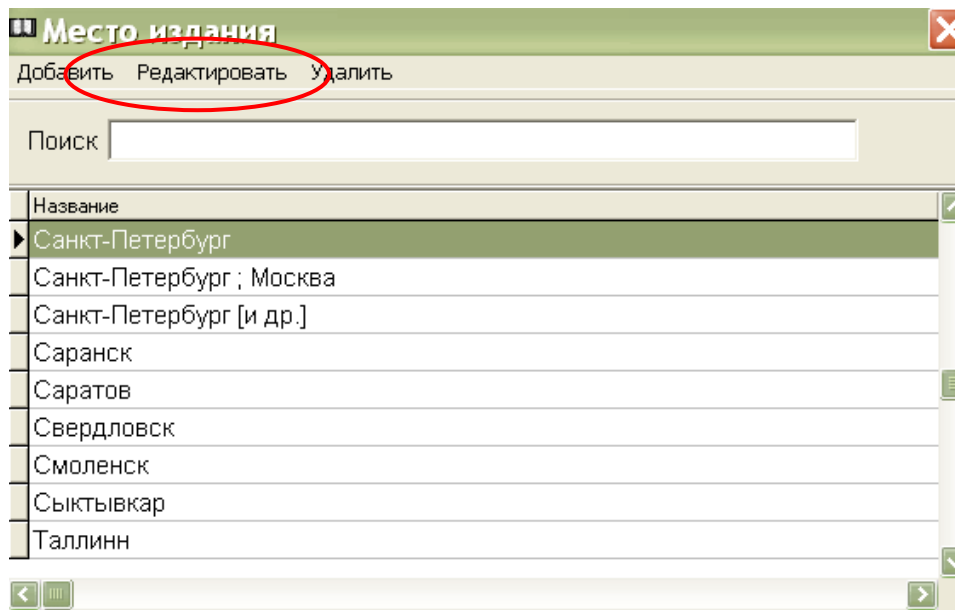 Место издания
Добавить Редактировать Удалить
Поиск
Название
Санкт-Петербург
Санкт-Петербург ; Москва
Санкт-Петербург [и др.]
Саранск
Саратов
Свердловск
Смоленск
Сыктывкар
Таллинн